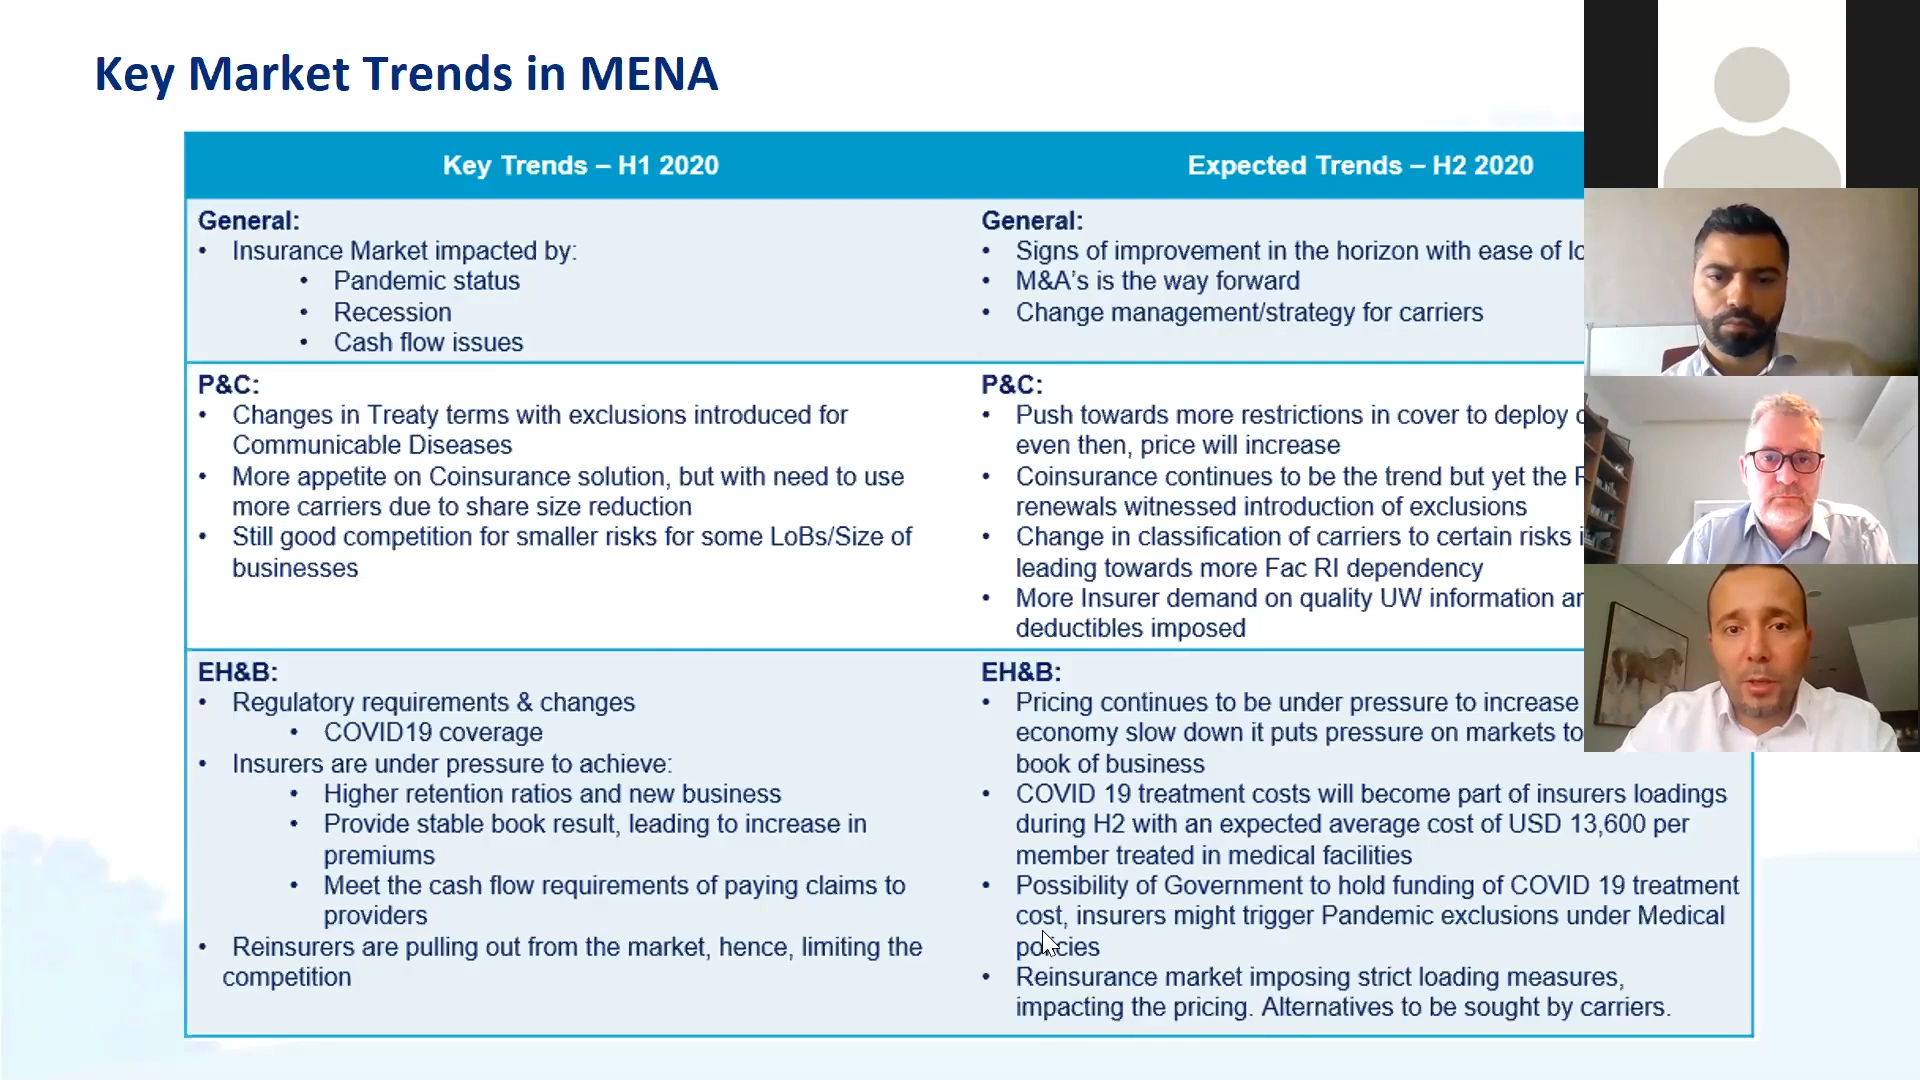 Key Market Trends in MENA
Key Trends – H1 2020
Expected Trends – H2 2020
General:
• Insurance Market impacted by:
• Pandemic status
• Recession
• Cash flow issues
General:
• Signs of improvement in the horizon with ease of
• M&A's is the way forward
• Change management/strategy for carriers
P&C:
• Changes in Treaty terms with exclusions introduced for
Communicable Diseases
• More appetite on Coinsurance solution, but with need to use
more carriers due to share size reduction
• Still good competition for smaller risks for some LoBs/Size of
businesses
P&C:
• Push towards more restrictions in cover to deploy
even then, price will increase
• Coinsurance continues to be the trend but yet the
renewals witnessed introduction of exclusions
• Change in classification of carriers to certain risks
leading towards more Fac RI dependency
• More Insurer demand on quality UW information
deductibles imposed
EH&B:
• Regulatory requirements & changes
• COVID19 coverage
• Insurers are under pressure to achieve:
• Higher retention ratios and new business
• Provide stable book result, leading to increase in
premiums
• Meet the cash flow requirements of paying claims to
providers
• Reinsurers are pulling out from the market, hence, limiting the
competition
EH&B:
• Pricing continues to be under pressure to increase
economy slow down it puts pressure on markets to
book of business
• COVID 19 treatment costs will become part of insurers loadings
during H2 with an expected average cost of USD 13,600 per
member treated in medical facilities
• Possibility of Government to hold funding of COVID 19 treatment
cost, insurers might trigger Pandemic exclusions under Medical
policies
• Reinsurance market imposing strict loading measures,
impacting the pricing. Alternatives to be sought by carriers.